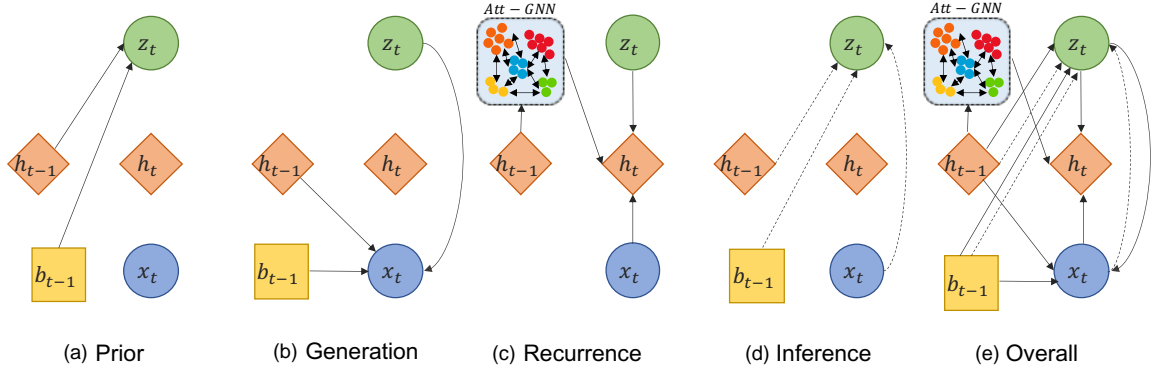 Att − GNN
Att − GNN
z_t
z_t
z_t
z_t
z_t
h_{t−1}
h_t
h_{t−1}
h_t
h_{t−1}
h_t
h_{t−1}
h_t
h_{t−1}
h_t
b_{t−1}
x_t
b_{t−1}
x_t
x_t
b_{t−1}
x_t
b_{t−1}
x_t
(a) Prior
(b) Generation
(c) Recurrence
(d) Inference
(e) Overall